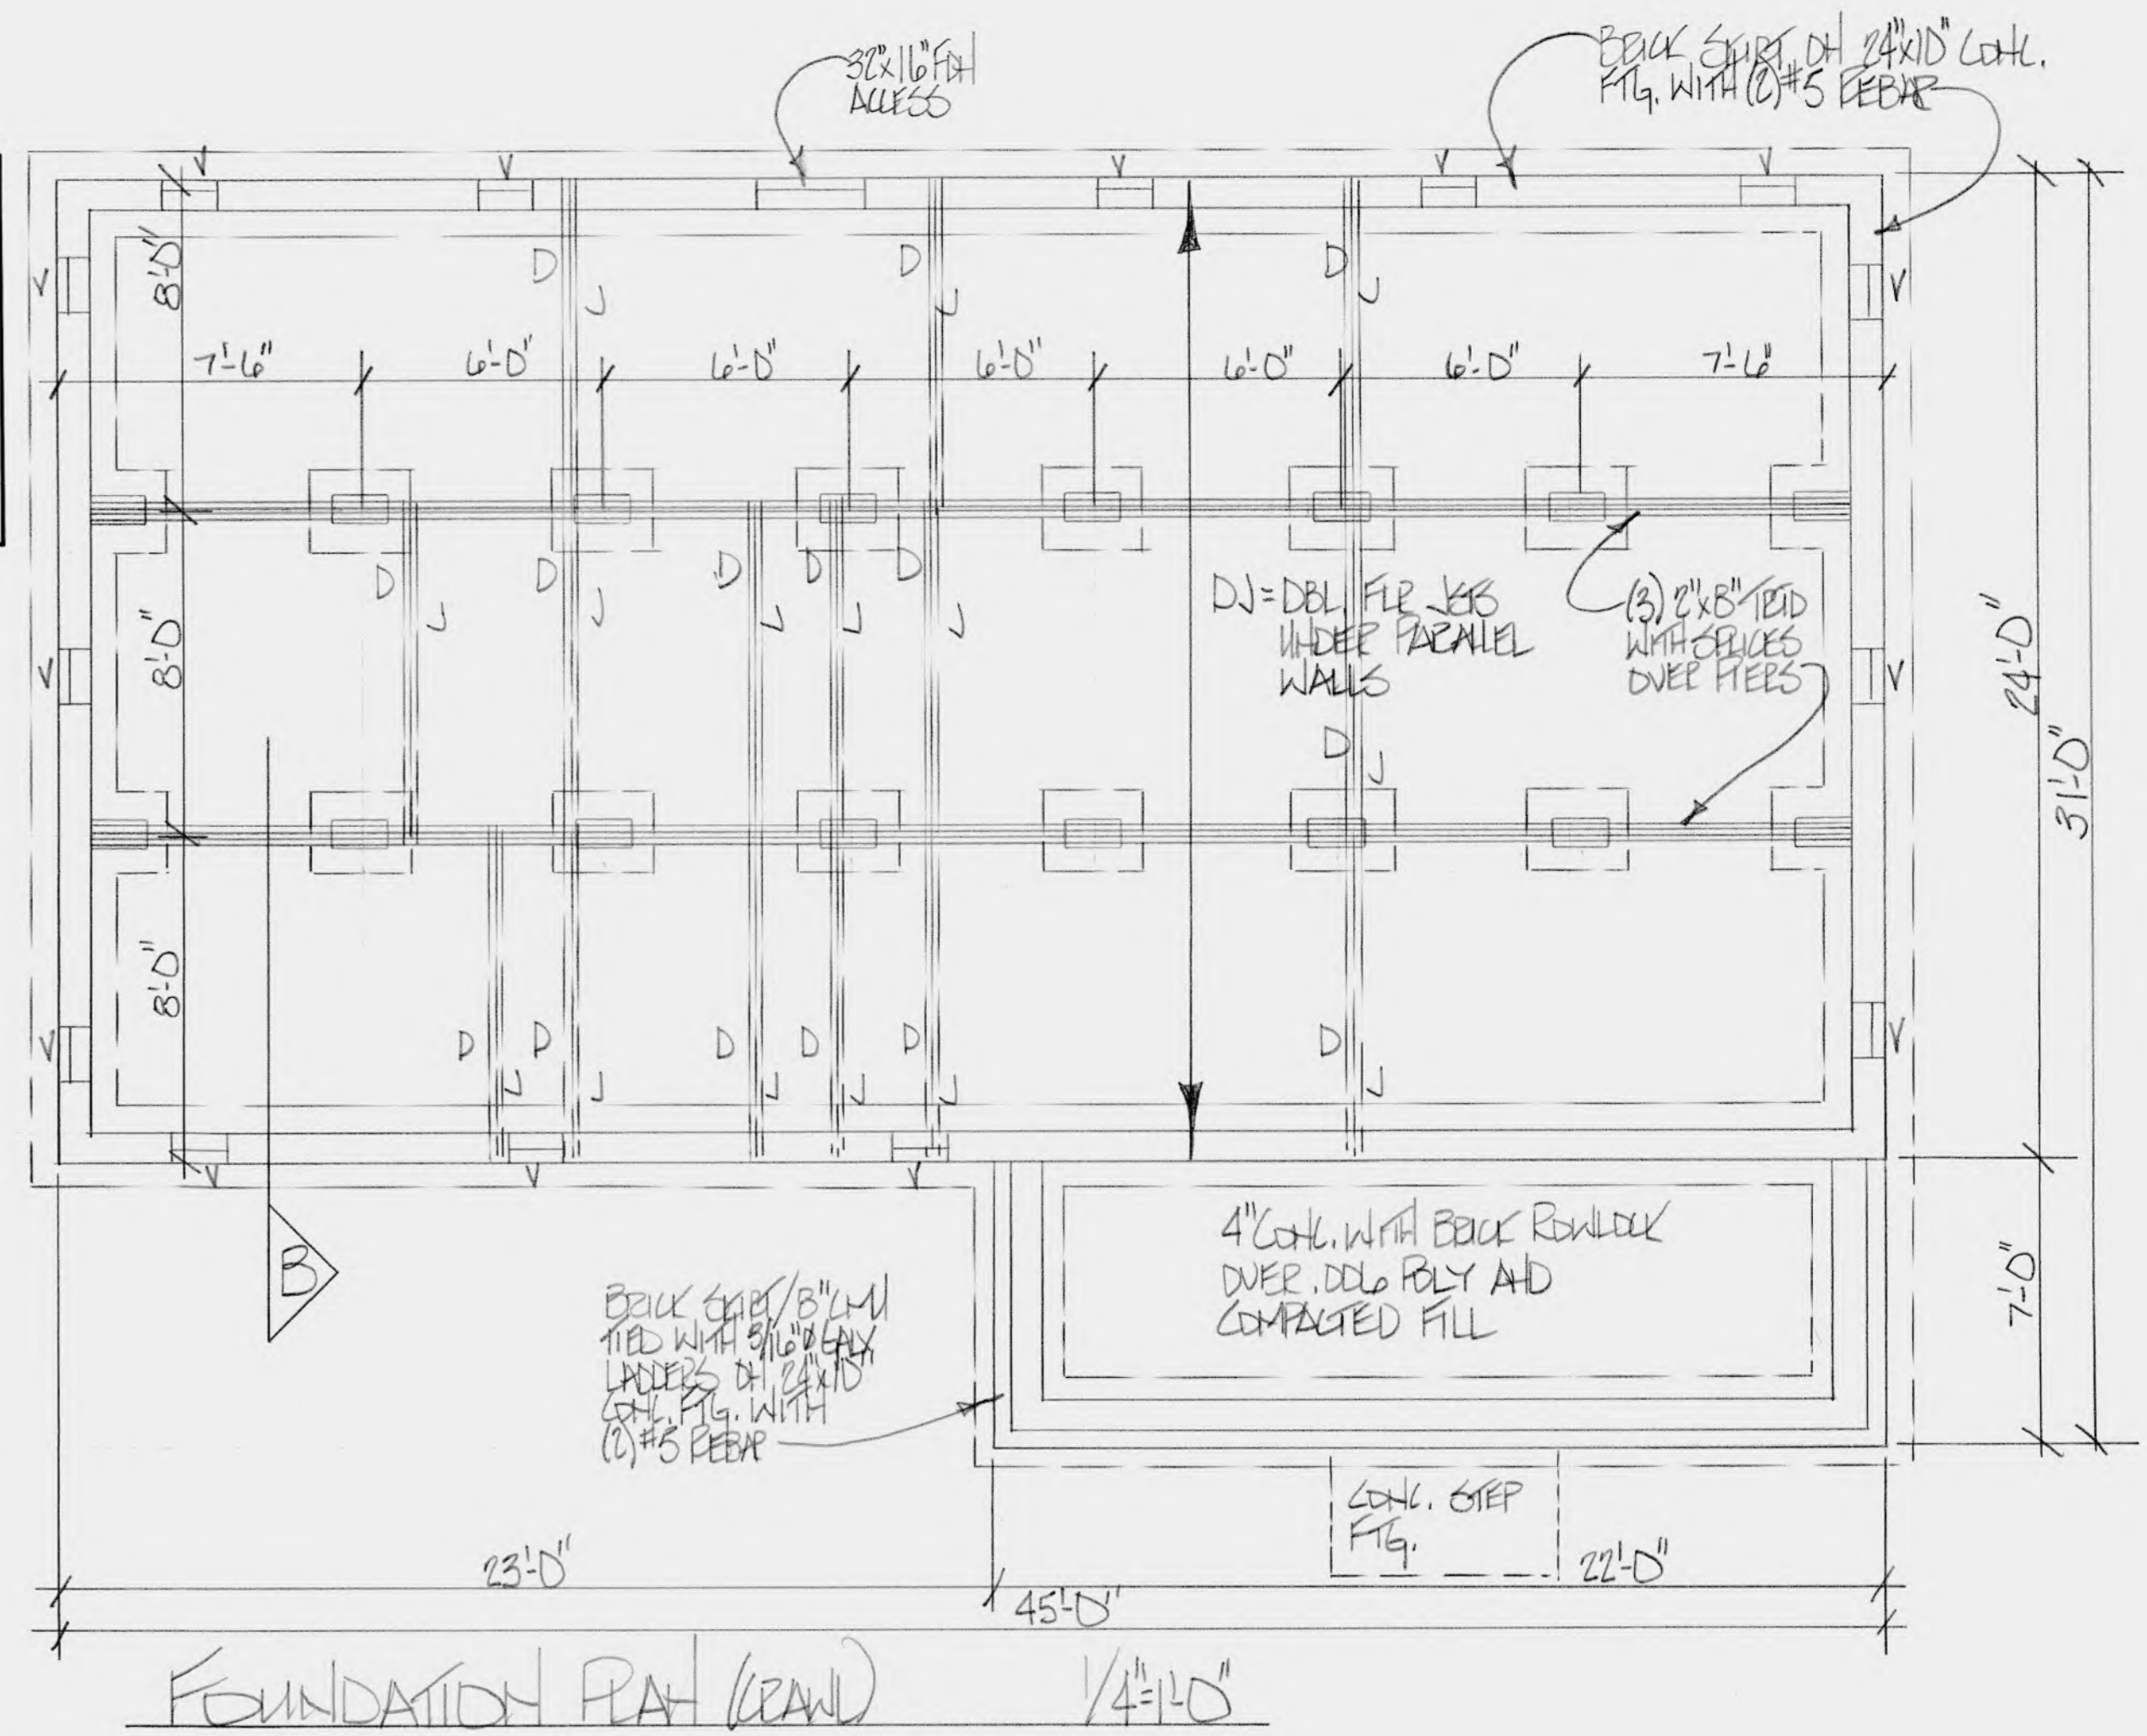 32"x16" FDN
ACCESS
BRICK SKIRT ON 24"x10" CONC.
FTG. WITH (2) #5 REBAR
V
V
V
V
V
8'-0"
D
J
D
J
D
J
V
V
7'-6"
6'-0"
6'-0"
6'-0"
6'-0"
6'-0"
7'-6"
8'-0"
D
J
D
J
D
J
D
J
D
J
DJ=DBL. FLR JSTS
UNDER PARALLEL
WALLS
(3) 2"x8" TRTD
WITH SPLICES
OVER PIERS
V
V
24'-0"
31'-0"
D
J
8'-0"
D
J
D
J
D
J
D
J
D
J
D
J
V
V
V
V
V
B
4" CONC. WITH BRICK ROWLOCK
OVER .006 POLY AND
COMPACTED FILL
7'-0"
BRICK SKIRT/8" CMU
TIED WITH 3/16"Ø GALV.
LADDERS ON 24"x10"
CONC. FTG. WITH
(2) #5 REBAR
CONC. STEP
FTG.
23'-0"
22'-0"
45'-0"
FOUNDATION PLAN (CRAWL) 1/4"=1'-0"